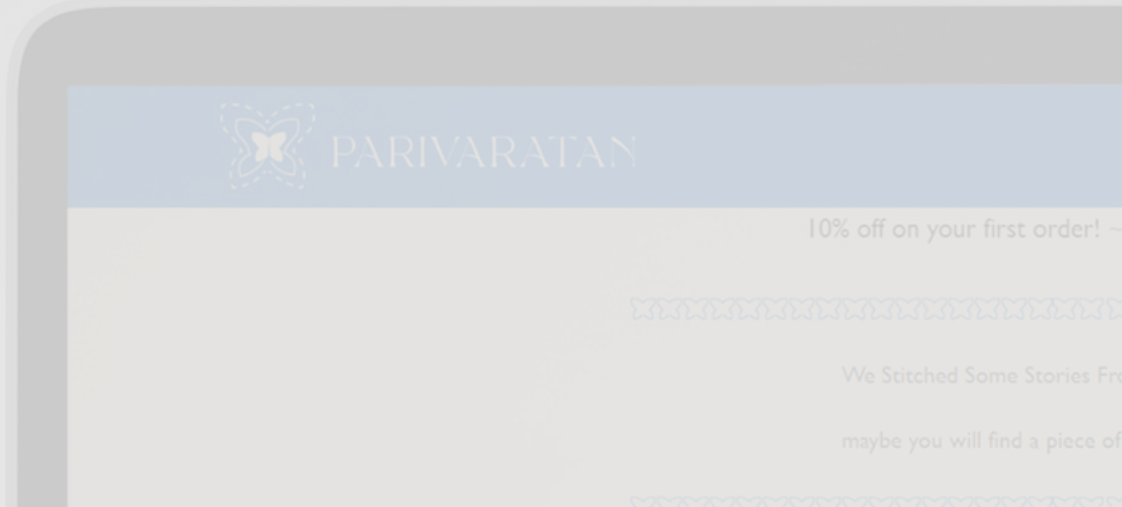 PARIVARATAN
10% off on your first order! ~
We Stitched Some Stories
maybe you will find a piece of